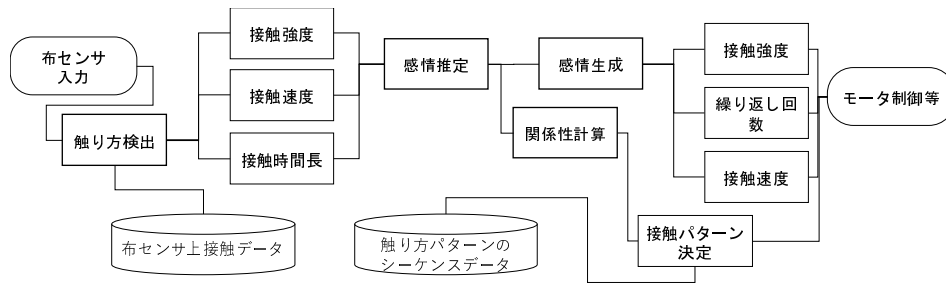 布センサ
入力
触り方検出
接触強度
接触速度
接触時間長
感情推定
感情生成
関係性計算
接触強度
繰り返し回
数
接触速度
モータ制御等
布センサ上接触データ
触り方パターンの
シーケンスデータ
接触パターン
決定